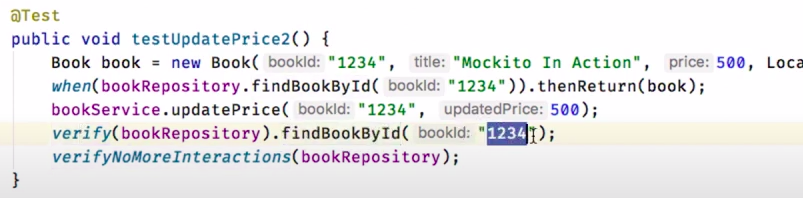 @Test
public void testUpdatePrice2() {
Book book = new Book( bookId: "1234", title: "Mockito In Action", price: 500, Loca
when(bookRepository.findBookById( bookId: "1234")).thenReturn(book);
bookService.updatePrice( bookId: "1234", updatedPrice: 500);
verify(bookRepository).findBookById( bookId: "1234");
verifyNoMoreInteractions(bookRepository);
}